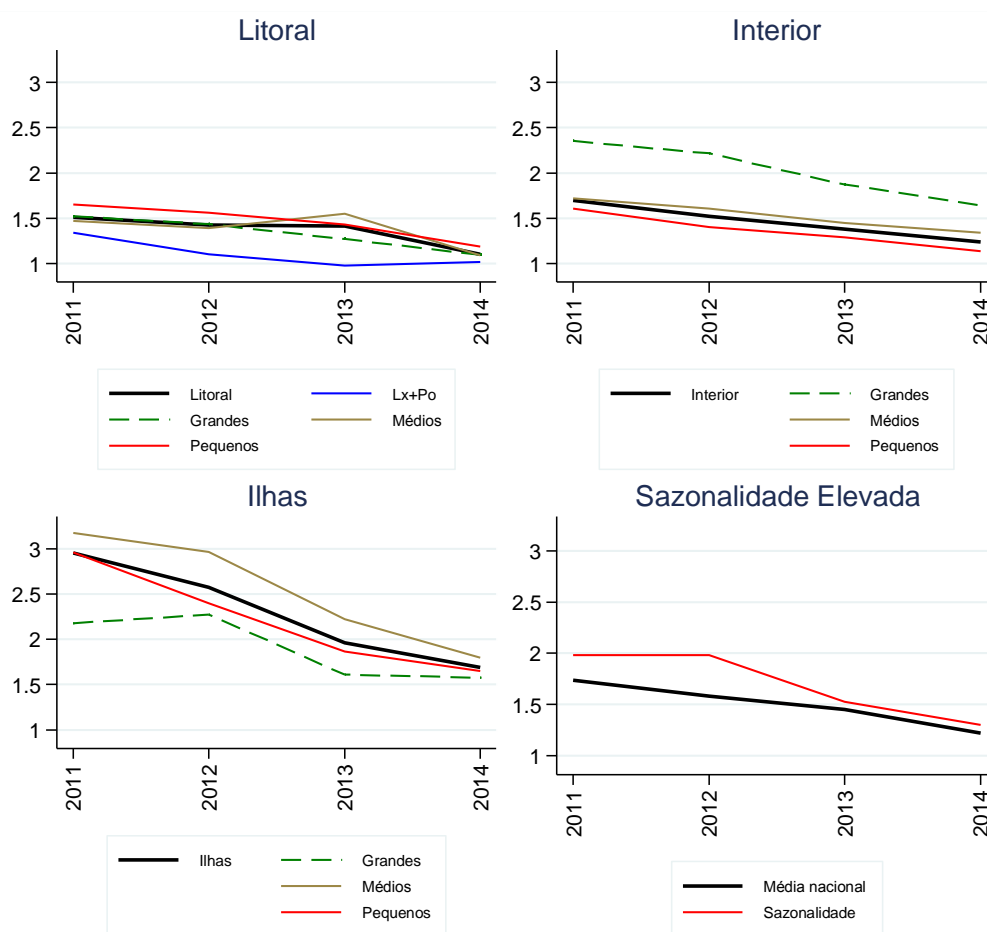 Litoral
3
2.5
2
1.5
1
2011
2012
2013
2014
Litoral
Lx+Po
Grandes
Médios
Pequenos
Interior
3
2.5
2
1.5
1
2011
2012
2013
2014
Interior
Grandes
Médios
Pequenos
Ilhas
3
2.5
2
1.5
1
2011
2012
2013
2014
Ilhas
Grandes
Médios
Pequenos
Sazonalidade Elevada
3
2.5
2
1.5
1
2011
2012
2013
2014
Média nacional
Sazonalidade